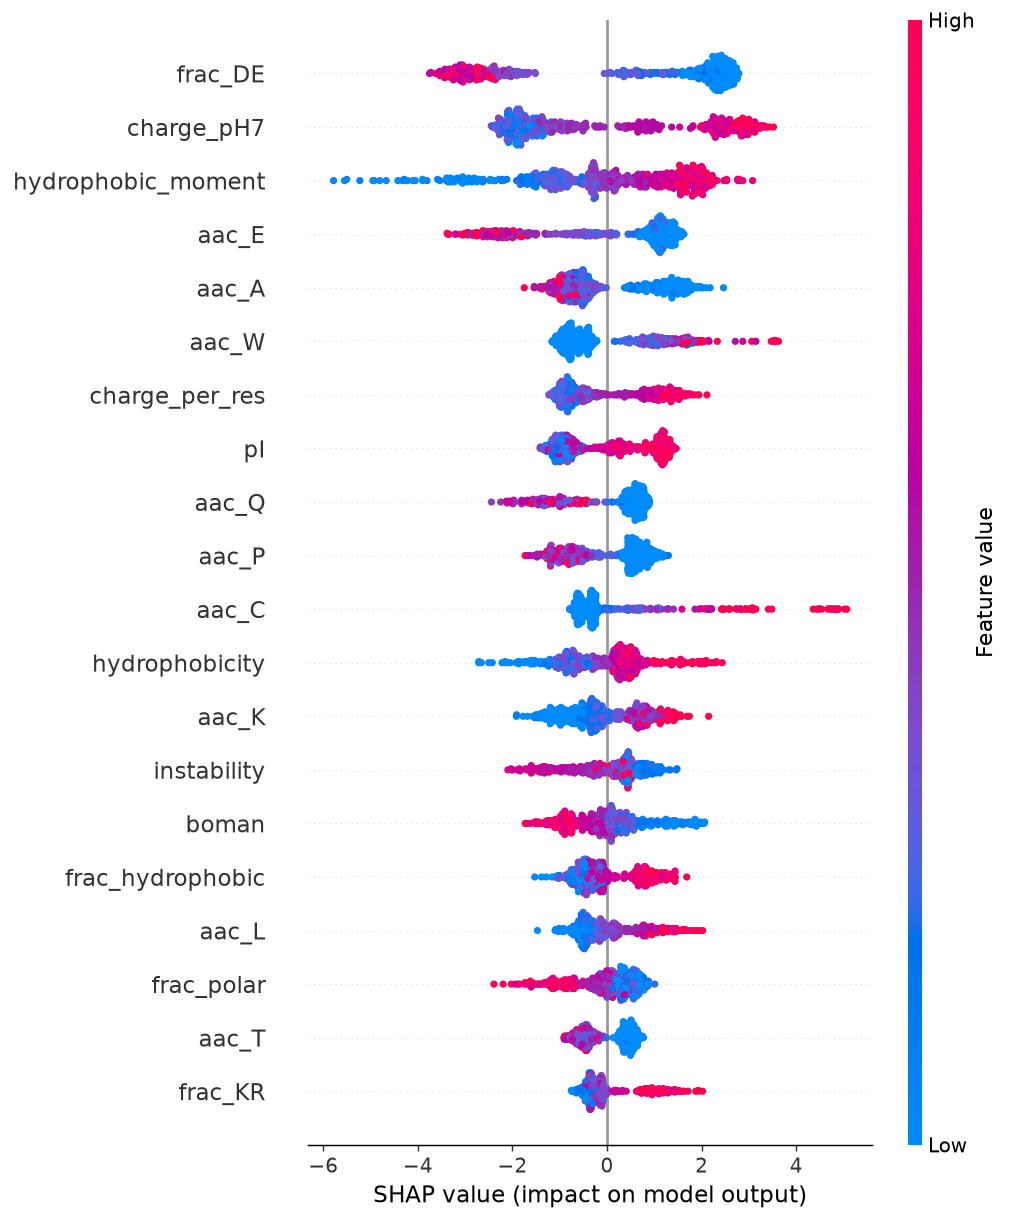 High
frac_DE
charge_pH7
hydrophobic_moment
aac_E
aac_A
aac_W
charge_per_res
pI
aac_Q
aac_P
aac_C
hydrophobicity
aac_K
instability
boman
frac_hydrophobic
aac_L
frac_polar
aac_T
frac_KR
Feature value
Low
−6 −4 −2 0 2 4
SHAP value (impact on model output)